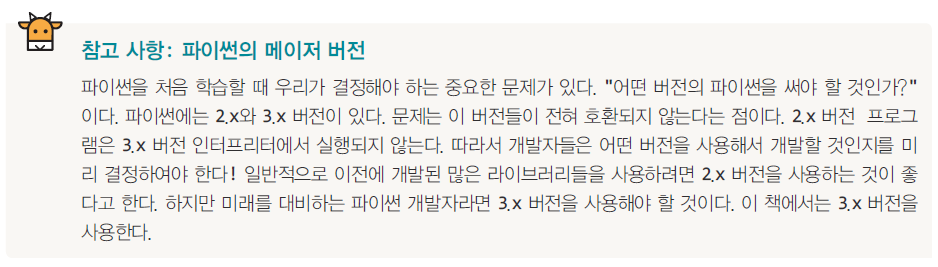 참고 사항: 파이썬의 메이저 버전
파이썬을 처음 학습할 때 우리가 결정해야 하는 중요한 문제가 있다. "어떤 버전의 파이썬을 써야 할 것인가?"
이다. 파이썬에는 2.x와 3.x 버전이 있다. 문제는 이 버전들이 전혀 호환되지 않는다는 점이다. 2.x 버전 프로그
램은 3.x 버전 인터프리터에서 실행되지 않는다. 따라서 개발자들은 어떤 버전을 사용해서 개발할 것인지를 미
리 결정하여야 한다! 일반적으로 이전에 개발된 많은 라이브러리들을 사용하려면 2.x 버전을 사용하는 것이 좋
다고 한다. 하지만 미래를 대비하는 파이썬 개발자라면 3.x 버전을 사용해야 할 것이다. 이 책에서는 3.x 버전을
사용한다.